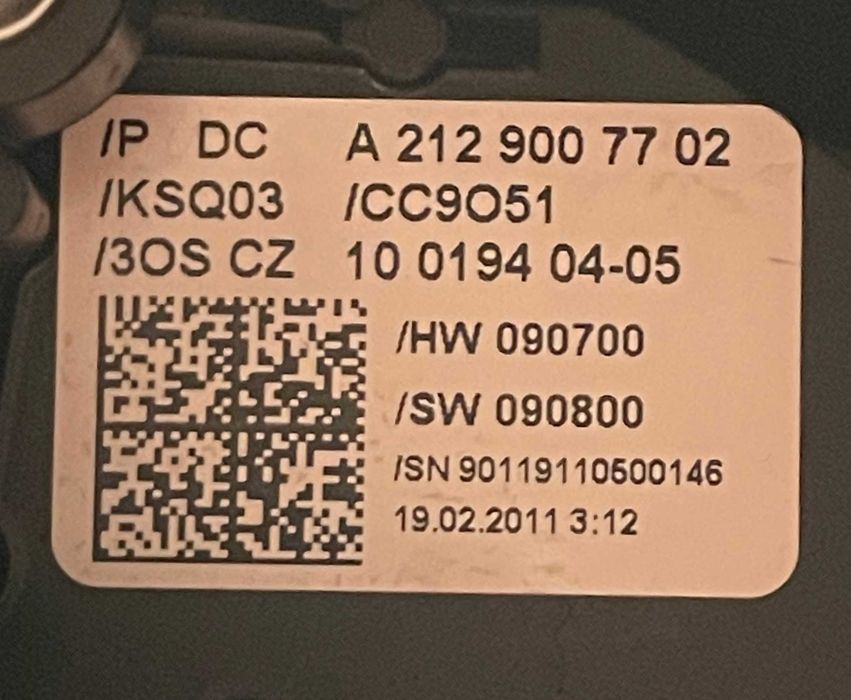 /P DC A 212 900 77 02
/KSQ03 /CC9O51
/3OS CZ 10 0194 04-05
/HW 090700
/SW 090800
/SN 90119110500146
19.02.2011 3:12